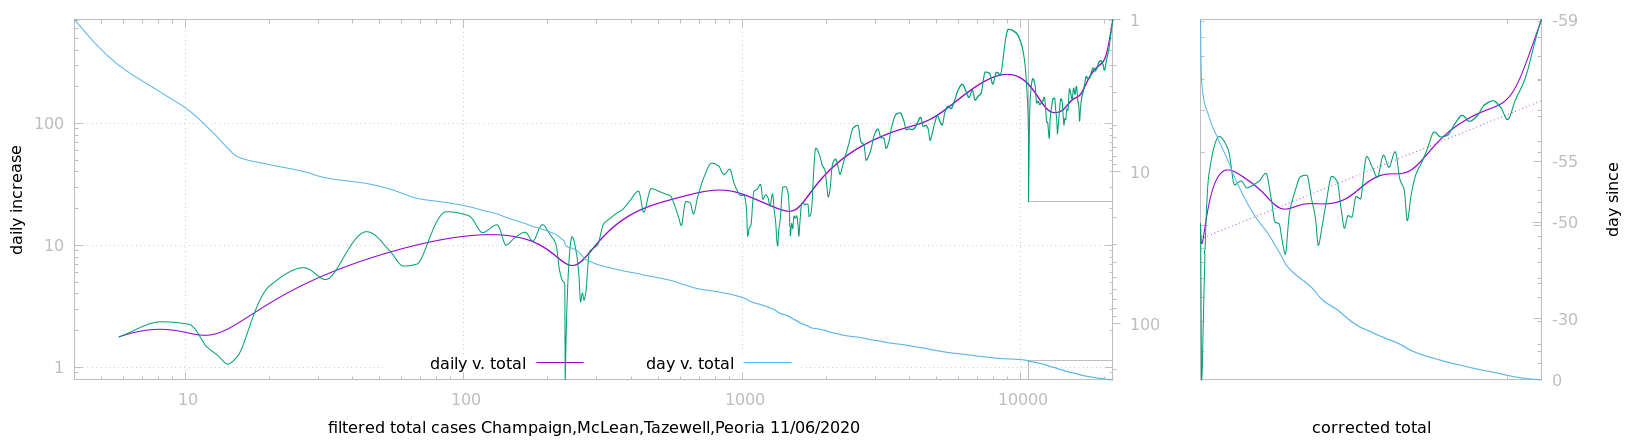 daily increase
100
10
1
10
100
1000
10000
1
10
100
daily v. total
day v. total
filtered total cases Champaign,McLean,Tazewell,Peoria 11/06/2020
-59
-55
-50
-30
0
day since
corrected total